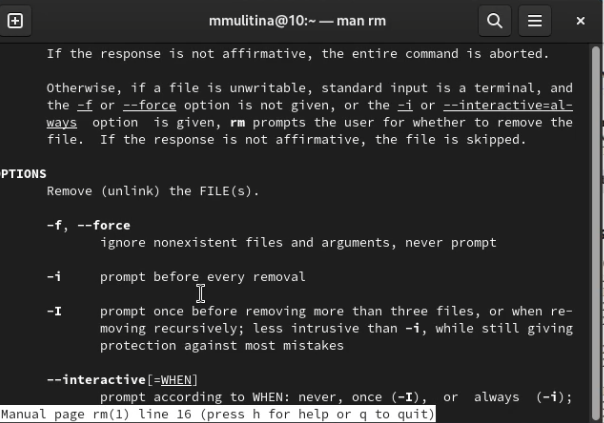 mmulitina@10:~ — man rm
If the response is not affirmative, the entire command is aborted.
Otherwise, if a file is unwritable, standard input is a terminal, and
the -f or --force option is not given, or the -i or --interactive=al‐
ways option is given, rm prompts the user for whether to remove the
file. If the response is not affirmative, the file is skipped.
PTIONS
Remove (unlink) the FILE(s).
-f, --force
ignore nonexistent files and arguments, never prompt
-i prompt before every removal
-I prompt once before removing more than three files, or when re‐
moving recursively; less intrusive than -i, while still giving
protection against most mistakes
--interactive[=WHEN]
prompt according to WHEN: never, once (-I), or always (-i);
Manual page rm(1) line 16 (press h for help or q to quit)